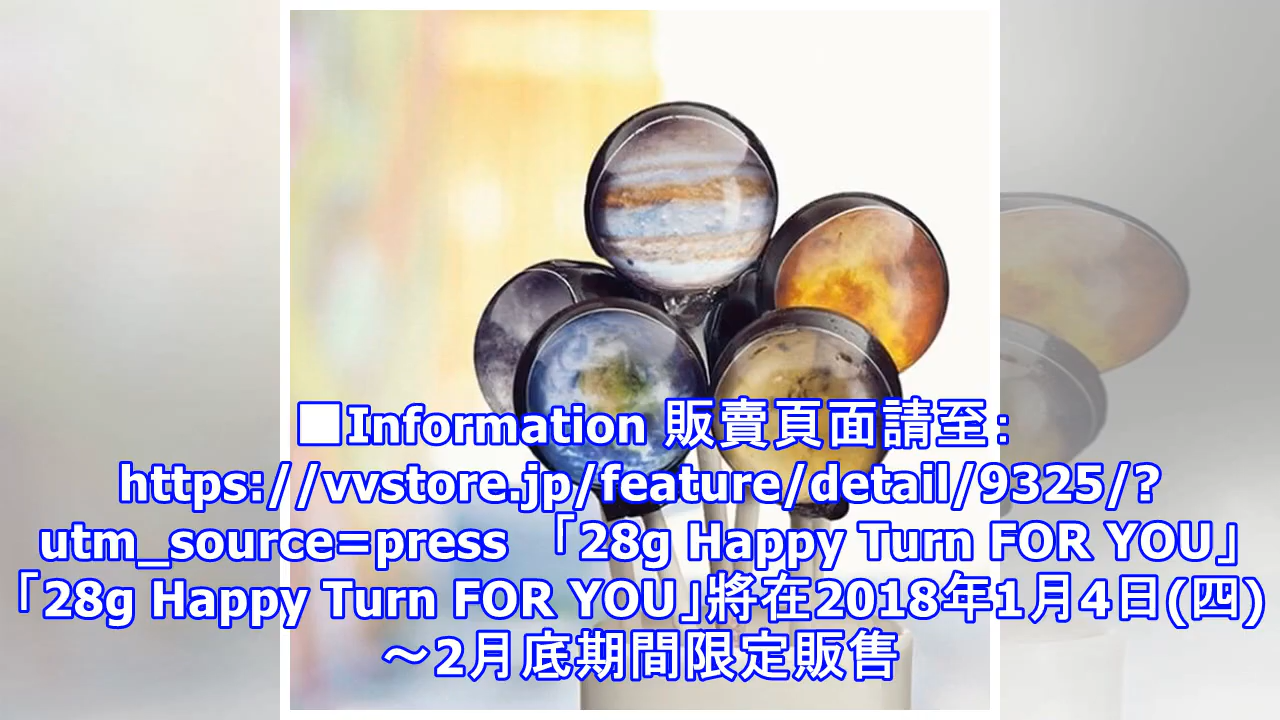 ■Information 販賣頁面請至：
https://vvstore.jp/feature/detail/9325/?
utm_source=press 「28g Happy Turn FOR YOU」
「28g Happy Turn FOR YOU」將在2018年1月4日(四)
～2月底期間限定販售